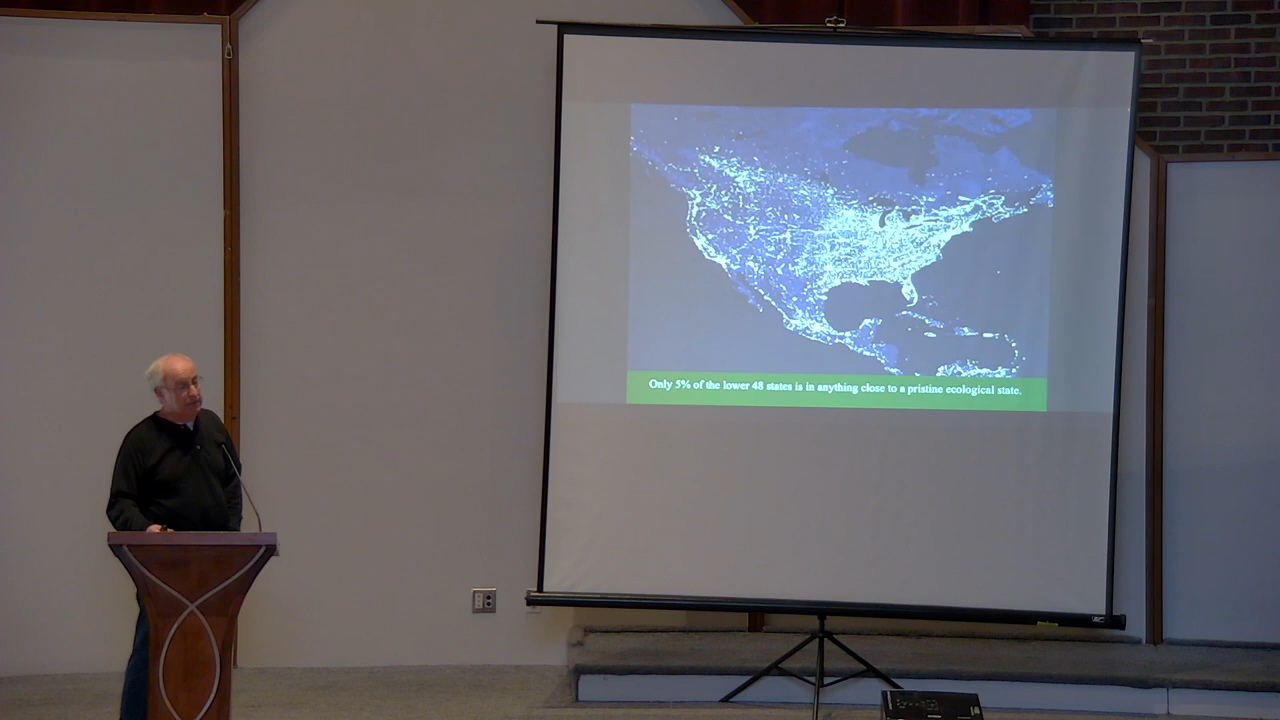 Only 5% of the lower 48 states is in anything close to a pristine ecological state.